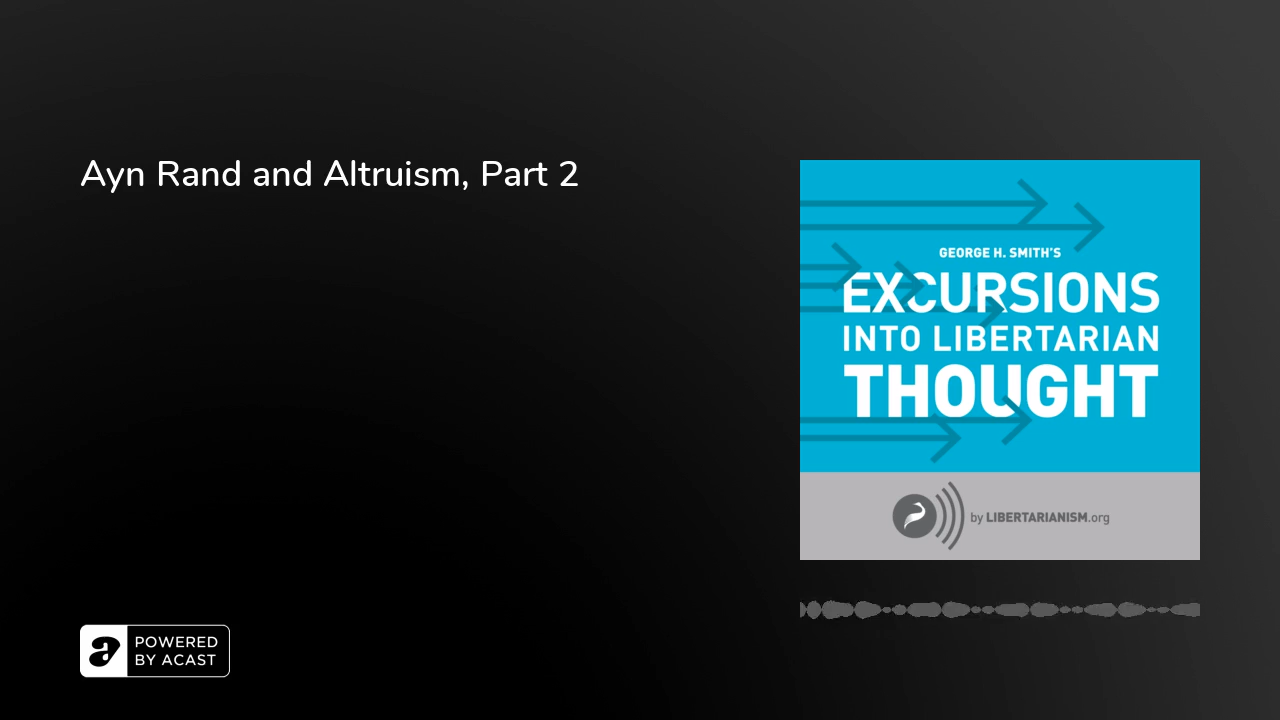 Ayn Rand and Altruism, Part 2
GEORGE H. SMITH'S
EXCURSIONS
INTO LIBERTARIAN
THOUGHT
by LIBERTARIANISM.org
a POWERED
BY ACAST